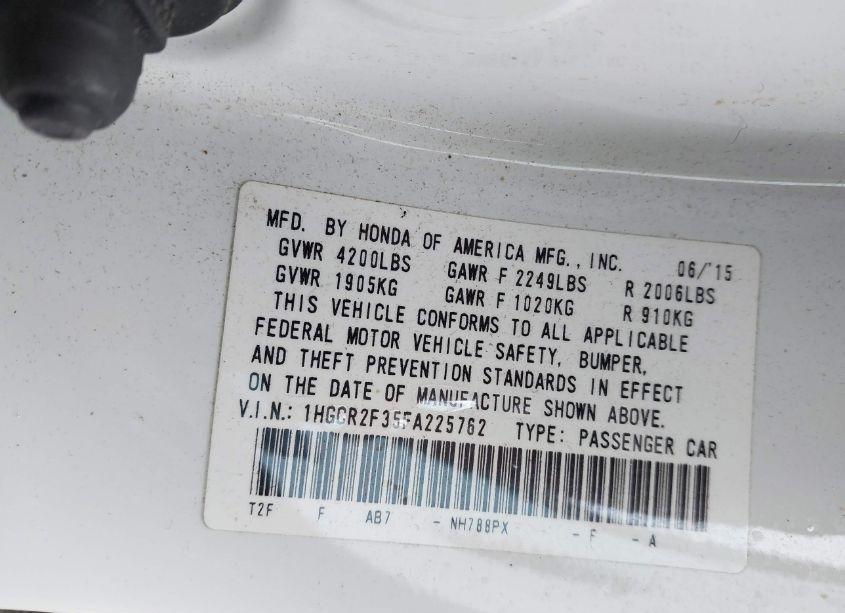 MFD. BY HONDA OF AMERICA MFG., INC. 06/'15
GVWR 4200LBS GAWR F 2249LBS R 2006LBS
GVWR 1905KG GAWR F 1020KG R 910KG
THIS VEHICLE CONFORMS TO ALL APPLICABLE
FEDERAL MOTOR VEHICLE SAFETY, BUMPER,
AND THEFT PREVENTION STANDARDS IN EFFECT
ON THE DATE OF MANUFACTURE SHOWN ABOVE.
V.I.N.: 1HGCR2F35FA225762 TYPE: PASSENGER CAR
T2F F AB7 - NH788PX - F - A